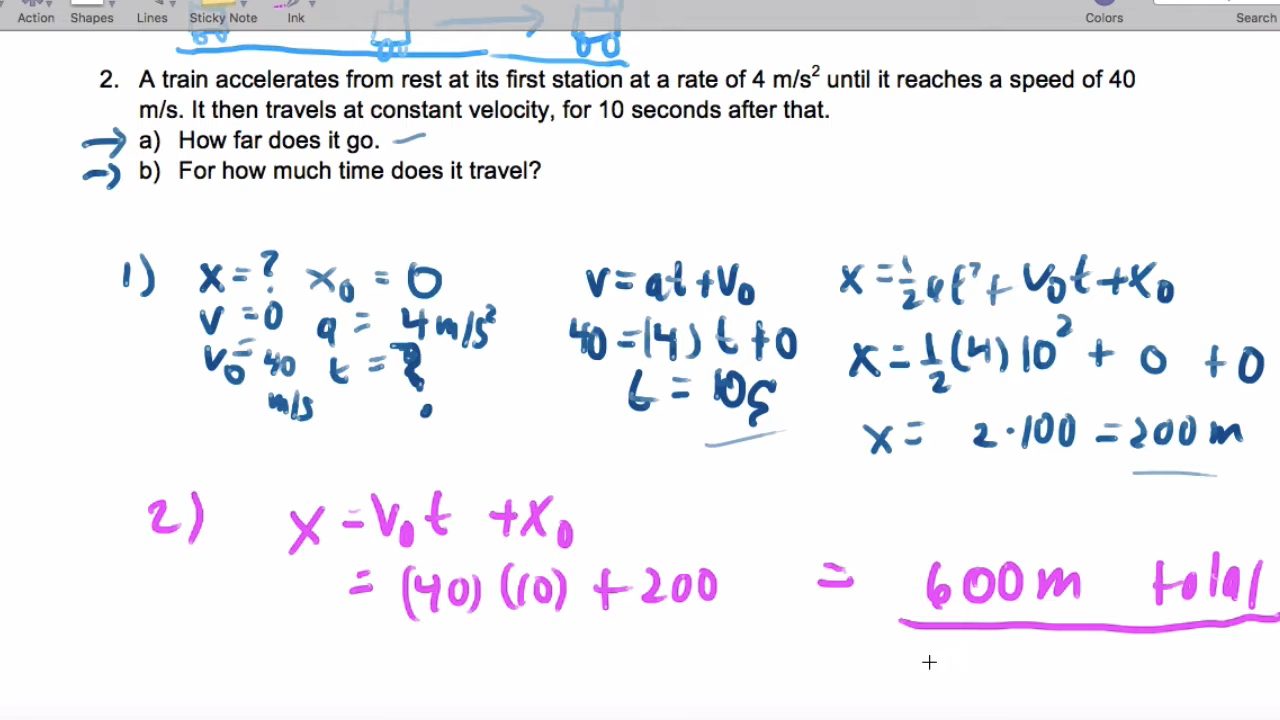 Action Shapes Lines Sticky Note Ink Colors Search
2. A train accelerates from rest at its first station at a rate of 4 m/s² until it reaches a speed of 40
m/s. It then travels at constant velocity, for 10 seconds after that.
a) How far does it go.
b) For how much time does it travel?
1) x = ? x₀ = 0 v = at + v₀ x = ½at² + v₀t + x₀
v = 0 a = 4 m/s² 40 = (4)t + 0 x = ½(4)10² + 0 + 0
v₀ = 40 t = ? t = 10s
m/s x = 2·100 = 200 m
2) x = v₀t + x₀
= (40)(10) + 200 = 600m total